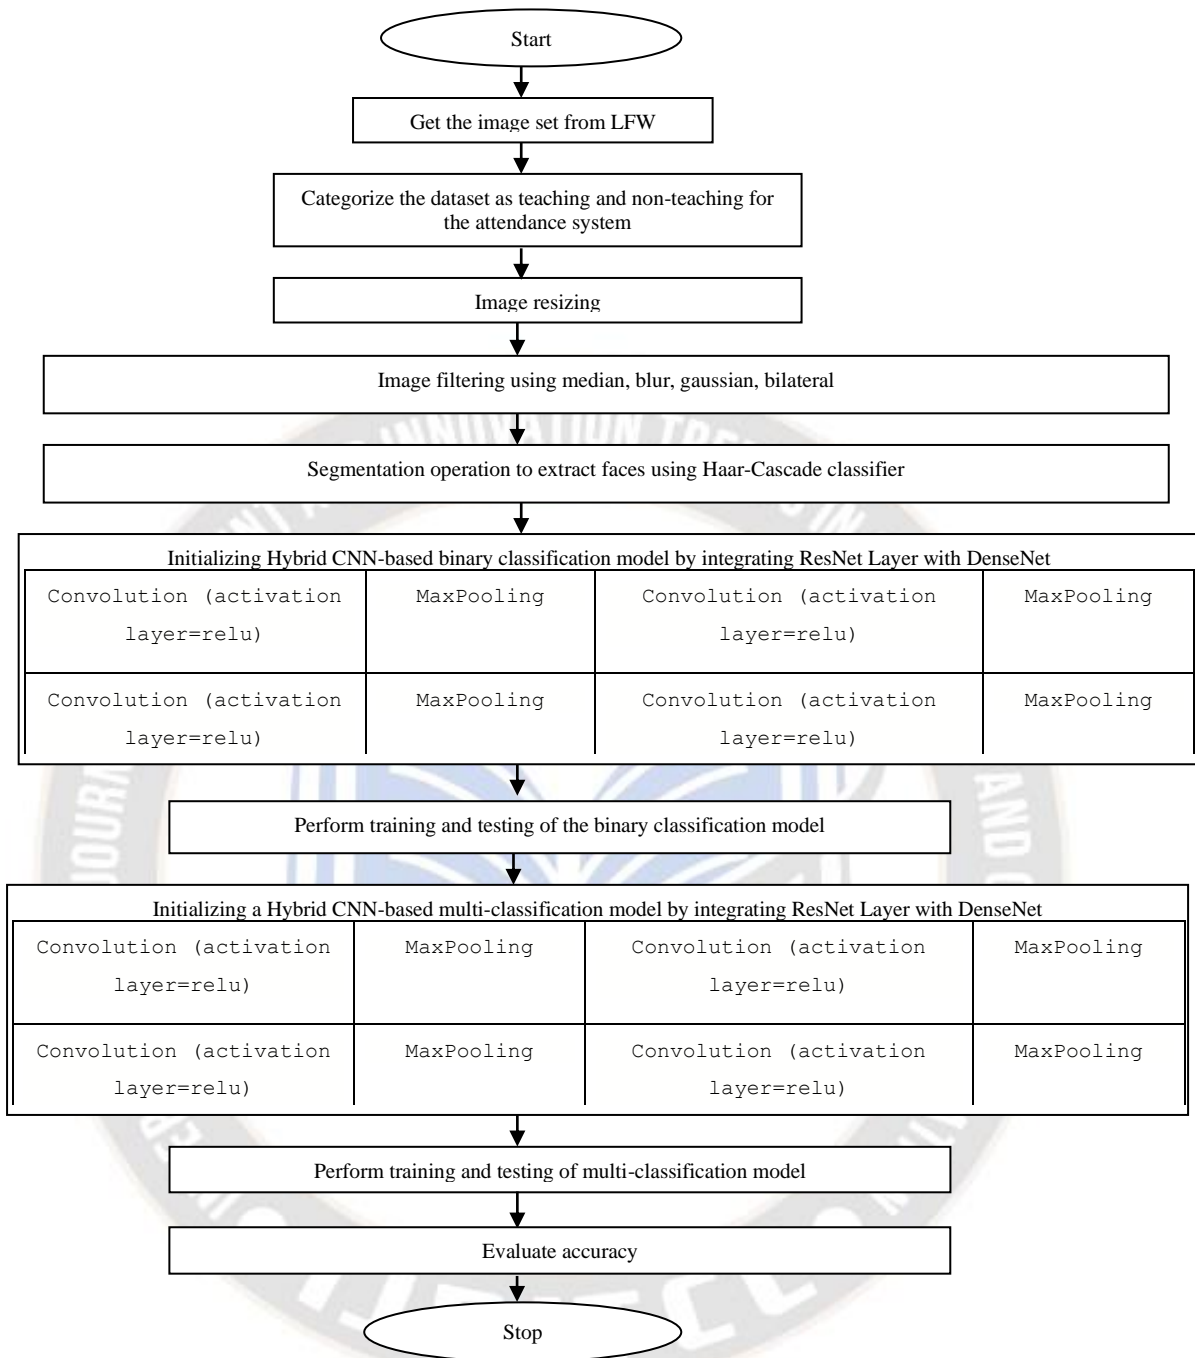 Start
Get the image set from LFW
Categorize the dataset as teaching and non-teaching for
the attendance system
Image resizing
Image filtering using median, blur, gaussian, bilateral
INNOVATION TRE
Segmentation operation to extract faces using Haar-Cascade classifier
Initializing Hybrid CNN-based binary classification model by integrating ResNet Layer with DenseNet
Convolution (activation
layer=relu)
MaxPooling
Convolution (activation
layer=relu)
MaxPooling
Convolution (activation
layer=relu)
MaxPooling
Convolution (activation
layer=relu)
MaxPooling
JOURN
AND
Perform training and testing of the binary classification model
Initializing a Hybrid CNN-based multi-classification model by integrating ResNet Layer with DenseNet
Convolution (activation
layer=relu)
MaxPooling
Convolution (activation
layer=relu)
MaxPooling
Convolution (activation
layer=relu)
MaxPooling
Convolution (activation
layer=relu)
MaxPooling
Perform training and testing of multi-classification model
Evaluate accuracy
Stop